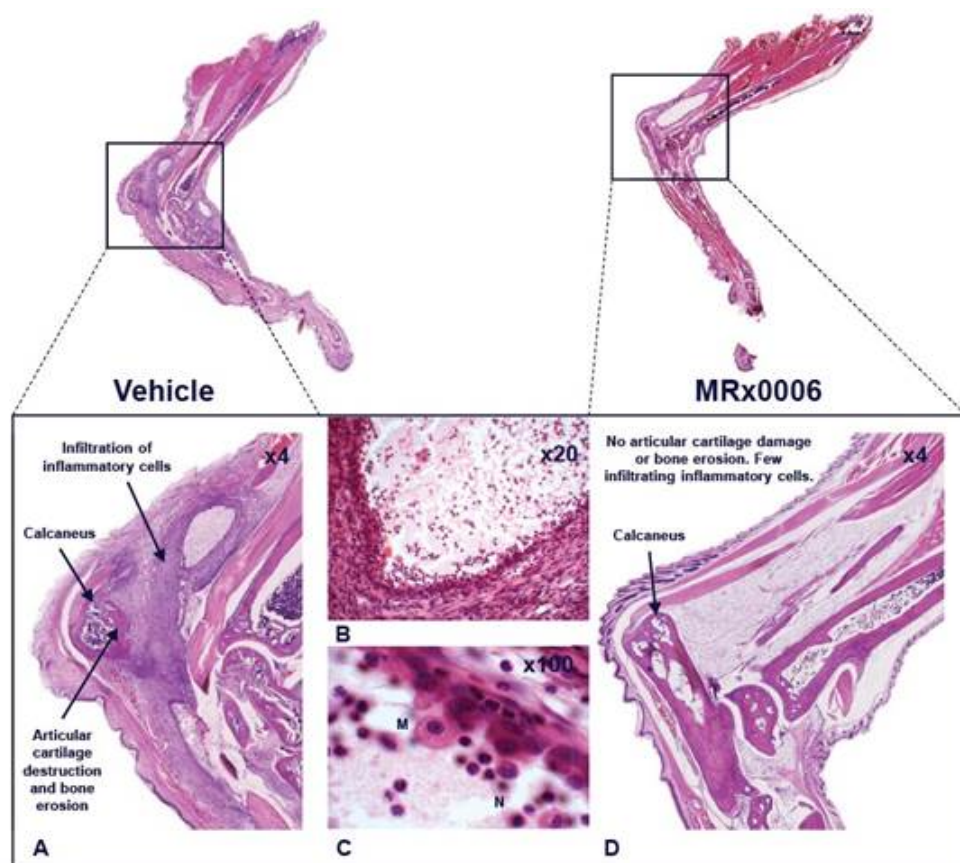 Vehicle
MRx0006
Infiltration of
inflammatory cells
x4
Calcaneus
Articular
cartilage
destruction
and bone
erosion
A
x20
B
x100
M
N
C
No articular cartilage damage
or bone erosion. Few
infiltrating inflammatory cells.
x4
Calcaneus
D